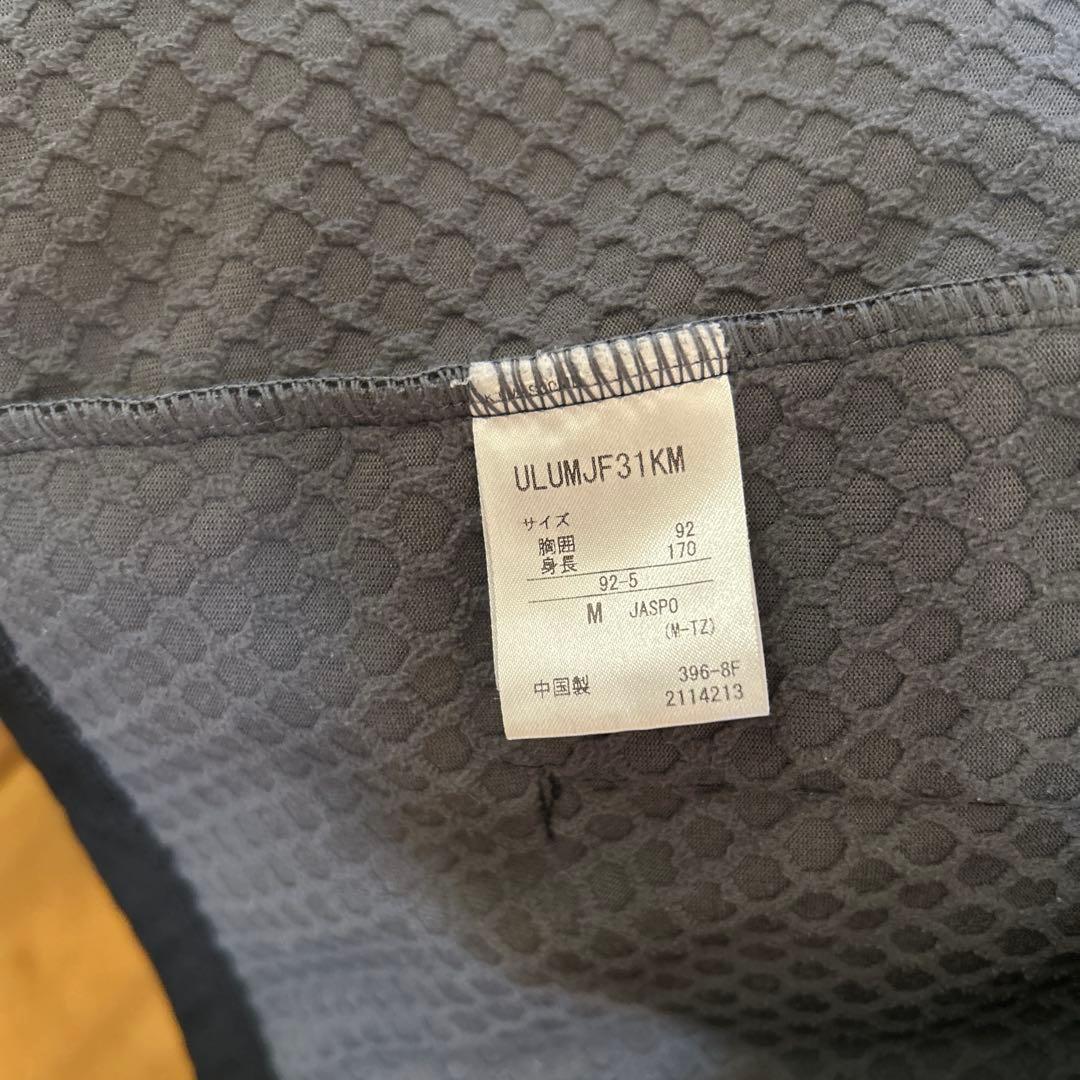 ULUMJF31KM
サイズ
胸囲 92
身長 170
92-5
M JASPO
(M-TZ)
中国製 396-8F
2114213